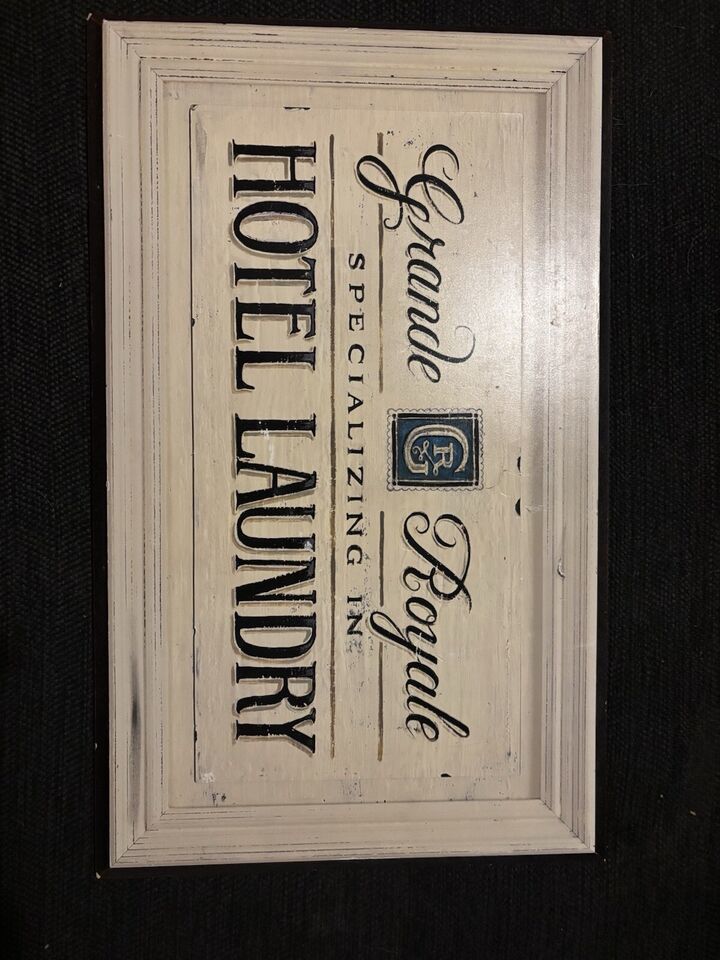 Grande GR Royale
SPECIALIZING IN
HOTEL LAUNDRY